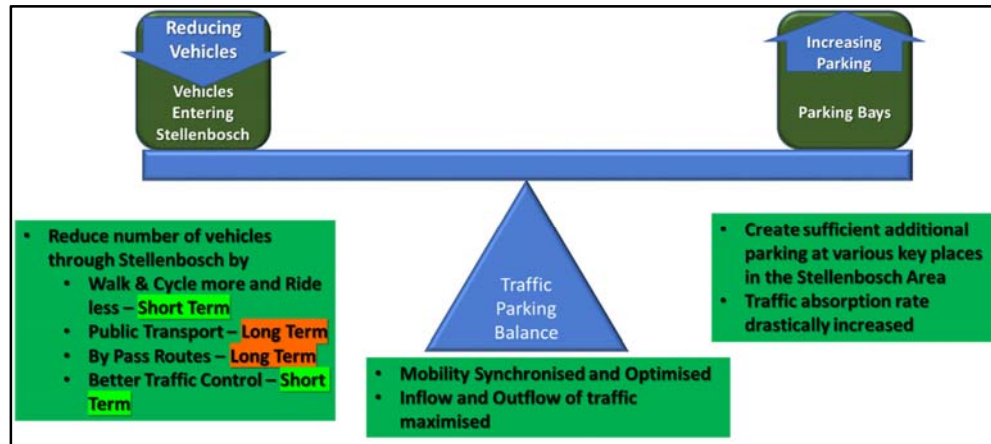 Reducing
Vehicles
Vehicles
Entering
Stellenbosch
Increasing
Parking
Parking Bays
• Reduce number of vehicles
through Stellenbosch by
• Walk & Cycle more and Ride
less – Short Term
• Public Transport – Long Term
• By Pass Routes – Long Term
• Better Traffic Control – Short
Term
Traffic
Parking
Balance
• Mobility Synchronised and Optimised
• Inflow and Outflow of traffic
maximised
• Create sufficient additional
parking at various key places
in the Stellenbosch Area
• Traffic absorption rate
drastically increased